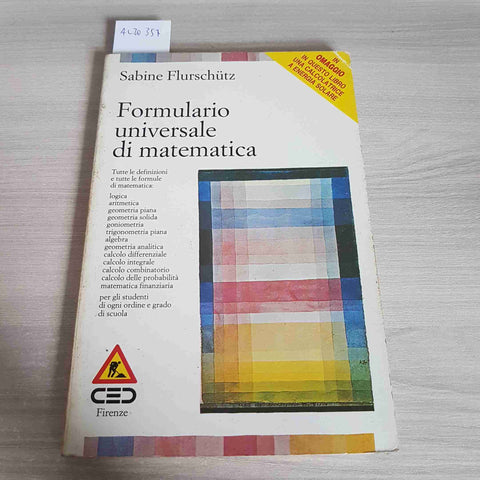 4430 357
Sabine Flurschütz
IN
OMAGGIO
IN QUESTO LIBRO
UNA CALCOLATRICE
A ENERGIA SOLARE
Formulario
universale
di matematica
Tutte le definizioni
e tutte le formule
di matematica:
logica
aritmetica
geometria piana
geometria solida
goniometria
trigonometria piana
algebra
geometria analitica
calcolo differenziale
calcolo integrale
calcolo combinatorio
calcolo delle probabilità
matematica finanziaria
per gli studenti
di ogni ordine e grado
di scuola
CED
Firenze